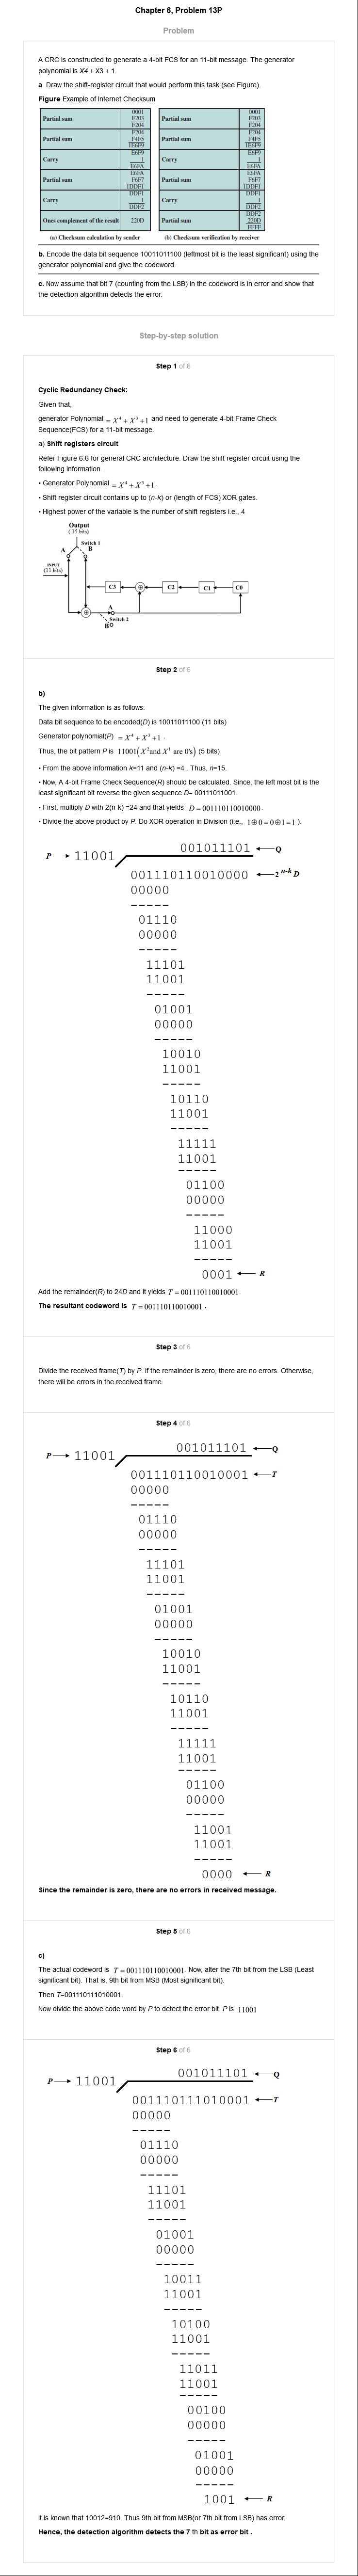 Chapter 6, Problem 13P
Problem
A CRC is constructed to generate a 4-bit FCS for an 11-bit message. The generator
polynomial is X4 + X3 + 1.
a. Draw the shift-register circuit that would perform this task (see Figure).
Figure Example of Internet Checksum
Partial sum
0001
F203
F204
Partial sum
F204
F4F5
1E6F9
Carry
E6F9
1
E6FA
Partial sum
E6FA
F6F7
1DDF1
Carry
DDF1
1
DDF2
Ones complement of the result 220D
(a) Checksum calculation by sender
Partial sum
0001
F203
F204
Partial sum
F204
F4F5
1E6F9
Carry
E6F9
1
E6FA
Partial sum
E6FA
F6F7
1DDF1
Carry
DDF1
1
DDF2
Partial sum
DDF2
220D
FFFF
(b) Checksum verification by receiver
b. Encode the data bit sequence 10011011100 (leftmost bit is the least significant) using the
generator polynomial and give the codeword.
c. Now assume that bit 7 (counting from the LSB) in the codeword is in error and show that
the detection algorithm detects the error.
Step-by-step solution
Step 1 of 6
Cyclic Redundancy Check:
Given that,
generator Polynomial = X⁴ + X³ + 1 and need to generate 4-bit Frame Check
Sequence(FCS) for a 11-bit message.
a) Shift registers circuit
Refer Figure 6.6 for general CRC architecture. Draw the shift register circuit using the
following information.
• Generator Polynomial = X⁴ + X³ + 1.
• Shift register circuit contains up to (n-k) or (length of FCS) XOR gates.
• Highest power of the variable is the number of shift registers i.e., 4
Output
( 15 bits)
Switch 1
A
B
INPUT
(11 bits)
C3
⊕
C2
C1
C0
⊕
A
Switch 2
B
Step 2 of 6
b)
The given information is as follows:
Data bit sequence to be encoded(D) is 10011011100 (11 bits)
Generator polynomial(P) = X⁴ + X³ + 1 .
Thus, the bit pattern P is 11001(X² and X¹ are 0's) (5 bits)
• From the above information k=11 and (n-k) =4 . Thus, n=15.
• Now, A 4-bit Frame Check Sequence(R) should be calculated. Since, the left most bit is the
least significant bit reverse the given sequence D= 00111011001.
• First, multiply D with 2(n-k) =24 and that yields D = 001110110010000.
• Divide the above product by P. Do XOR operation in Division (i.e., 1⊕0 = 0⊕1 = 1 ).
001011101 Q
P 11001
001110110010000 2 n-k D
00000
-----
01110
00000
-----
11101
11001
-----
01001
00000
-----
10010
11001
-----
10110
11001
-----
11111
11001
-----
01100
00000
-----
11000
11001
-----
0001 R
Add the remainder(R) to 24D and it yields T = 001110110010001.
The resultant codeword is T = 001110110010001 .
Step 3 of 6
Divide the received frame(T) by P. If the remainder is zero, there are no errors. Otherwise,
there will be errors in the received frame.
Step 4 of 6
001011101 Q
P 11001
001110110010001 T
00000
-----
01110
00000
-----
11101
11001
-----
01001
00000
-----
10010
11001
-----
10110
11001
-----
11111
11001
-----
01100
00000
-----
11001
11001
-----
0000 R
Since the remainder is zero, there are no errors in received message.
Step 5 of 6
c)
The actual codeword is T = 001110110010001. Now, alter the 7th bit from the LSB (Least
significant bit). That is, 9th bit from MSB (Most significant bit).
Then T=001110111010001.
Now divide the above code word by P to detect the error bit. P is 11001
Step 6 of 6
001011101 Q
P 11001
001110111010001 T
00000
-----
01110
00000
-----
11101
11001
-----
01001
00000
-----
10011
11001
-----
10100
11001
-----
11011
11001
-----
00100
00000
-----
01001
00000
-----
1001 R
It is known that 10012=910. Thus 9th bit from MSB(or 7th bit from LSB) has error.
Hence, the detection algorithm detects the 7 th bit as error bit .